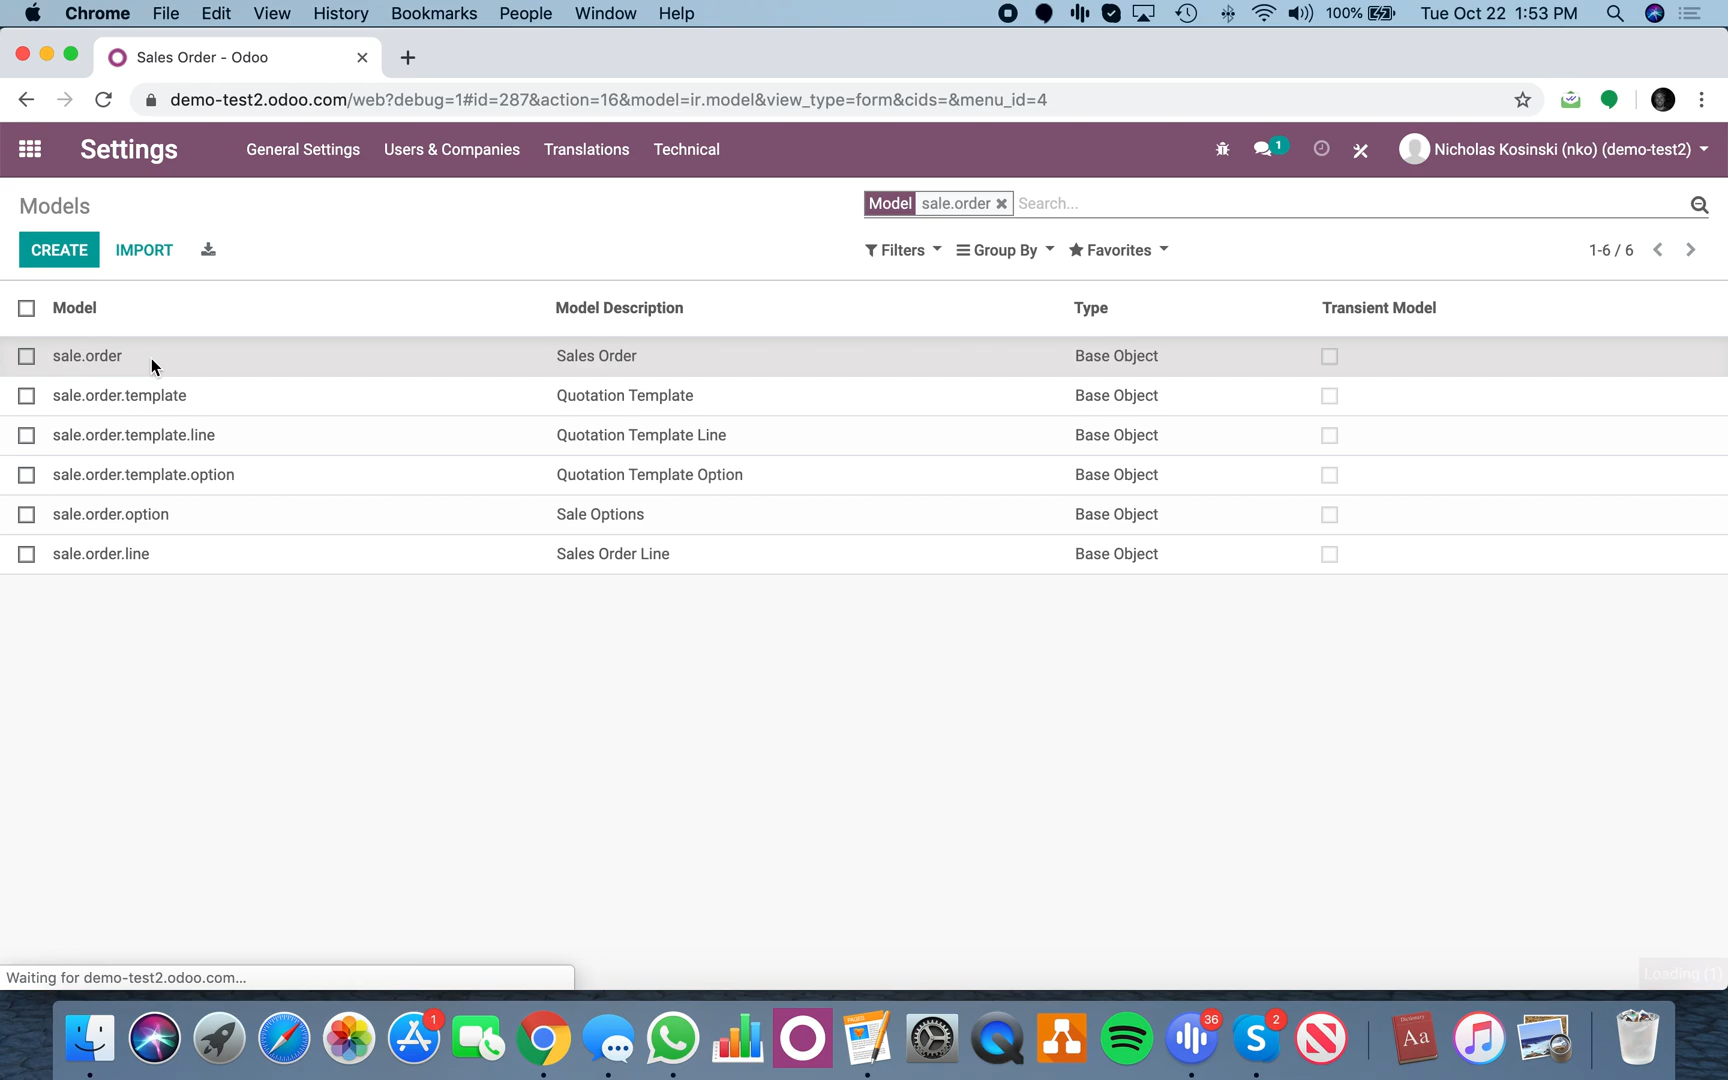 Chrome File Edit View History Bookmarks People Window Help 100% Tue Oct 22 1:53 PM
Sales Order - Odoo
demo-test2.odoo.com/web?debug=1#id=287&action=16&model=ir.model&view_type=form&cids=&menu_id=4
Settings General Settings Users & Companies Translations Technical 1 Nicholas Kosinski (nko) (demo-test2)
Models Model sale.order Search...
CREATE IMPORT Filters Group By Favorites 1-6 / 6
Model Model Description Type Transient Model
sale.order Sales Order Base Object
sale.order.template Quotation Template Base Object
sale.order.template.line Quotation Template Line Base Object
sale.order.template.option Quotation Template Option Base Object
sale.order.option Sale Options Base Object
sale.order.line Sales Order Line Base Object
Waiting for demo-test2.odoo.com... Loading (1)
1 PAGES 36 2 Dictionary
Aa